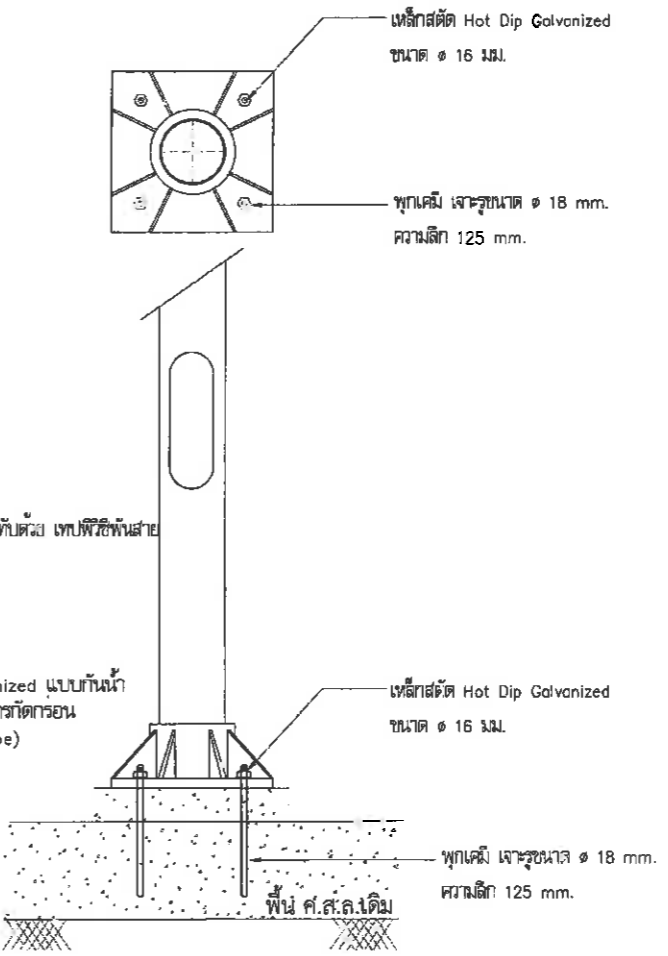 เหล็กสตัด Hot Dip Galvanized
ขนาด ø 16 มม.
พุกเคมี เจาะรูขนาด ø 18 mm.
ความลึก 125 mm.
ทับด้วย เทปพีวีซีพันสาย
nized แบบกันน้ำ
ารกัดกร่อน
pe)
เหล็กสตัด Hot Dip Galvanized
ขนาด ø 16 มม.
พุกเคมี เจาะรูขนาด ø 18 mm.
ความลึก 125 mm.
พื้น ค.ส.ล.เดิม